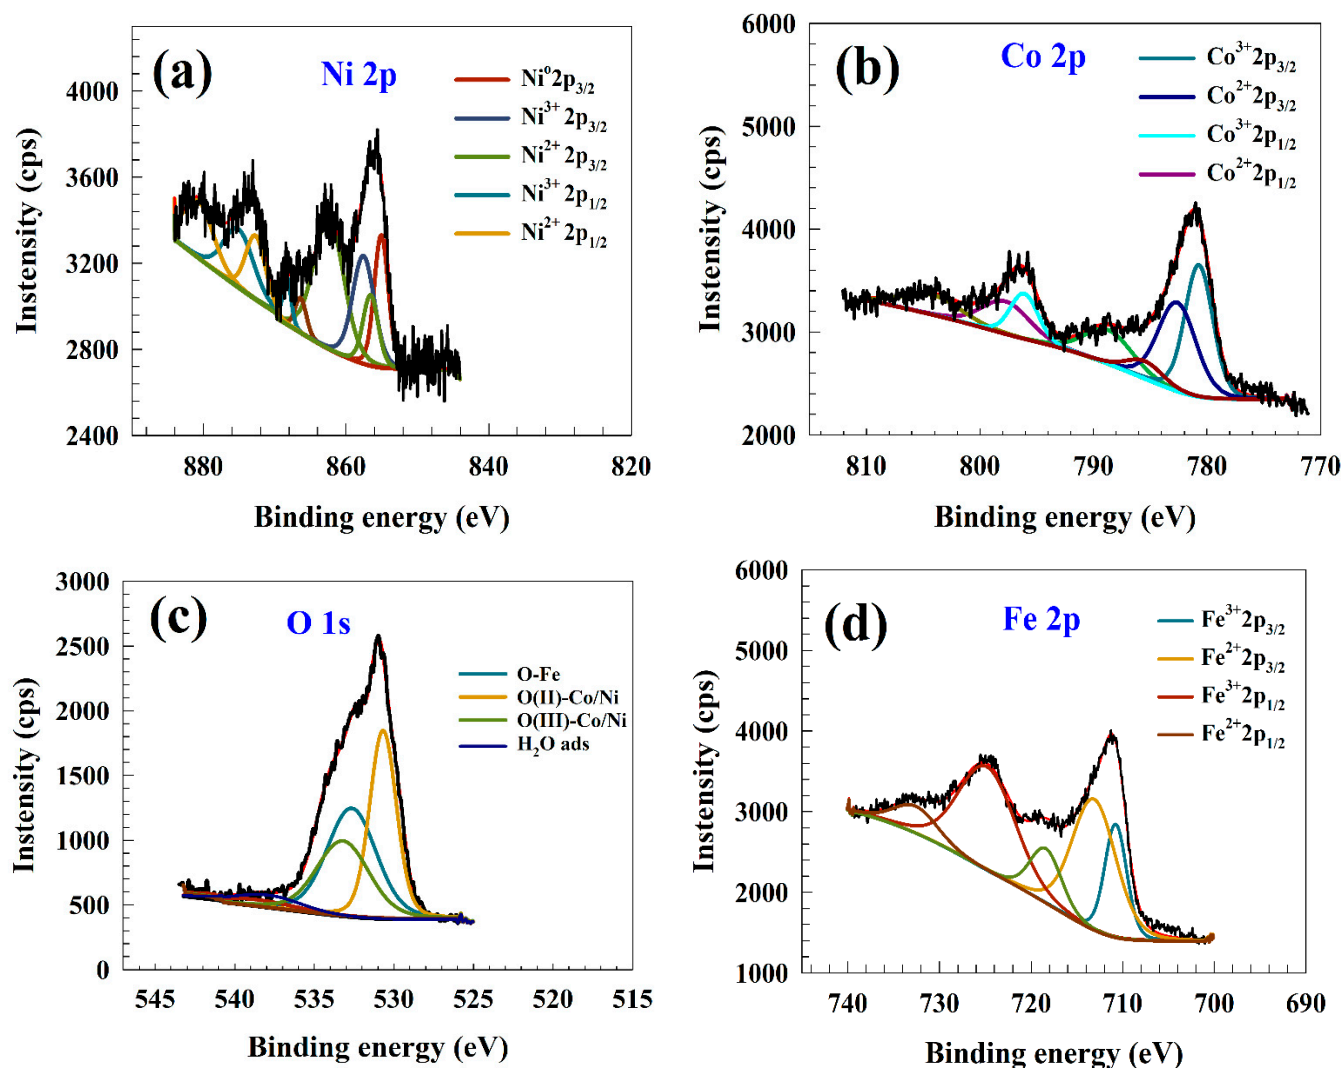 (a)
Ni 2p
Ni⁰2p3/2
Ni³⁺ 2p3/2
Ni²⁺ 2p3/2
Ni³⁺ 2p1/2
Ni²⁺ 2p1/2
4000
3600
3200
2800
2400
Instensity (cps)
880
860
840
820
Binding energy (eV)
(b)
Co 2p
Co³⁺2p3/2
Co²⁺2p3/2
Co³⁺2p1/2
Co²⁺2p1/2
6000
5000
4000
3000
2000
Instensity (cps)
810
800
790
780
770
Binding energy (eV)
(c)
O 1s
O-Fe
O(II)-Co/Ni
O(III)-Co/Ni
H₂O ads
3000
2500
2000
1500
1000
500
0
Instensity (cps)
545
540
535
530
525
520
515
Binding energy (eV)
(d)
Fe 2p
Fe³⁺2p3/2
Fe²⁺2p3/2
Fe³⁺2p1/2
Fe²⁺2p1/2
6000
5000
4000
3000
2000
1000
Instensity (cps)
740
730
720
710
700
690
Binding energy (eV)